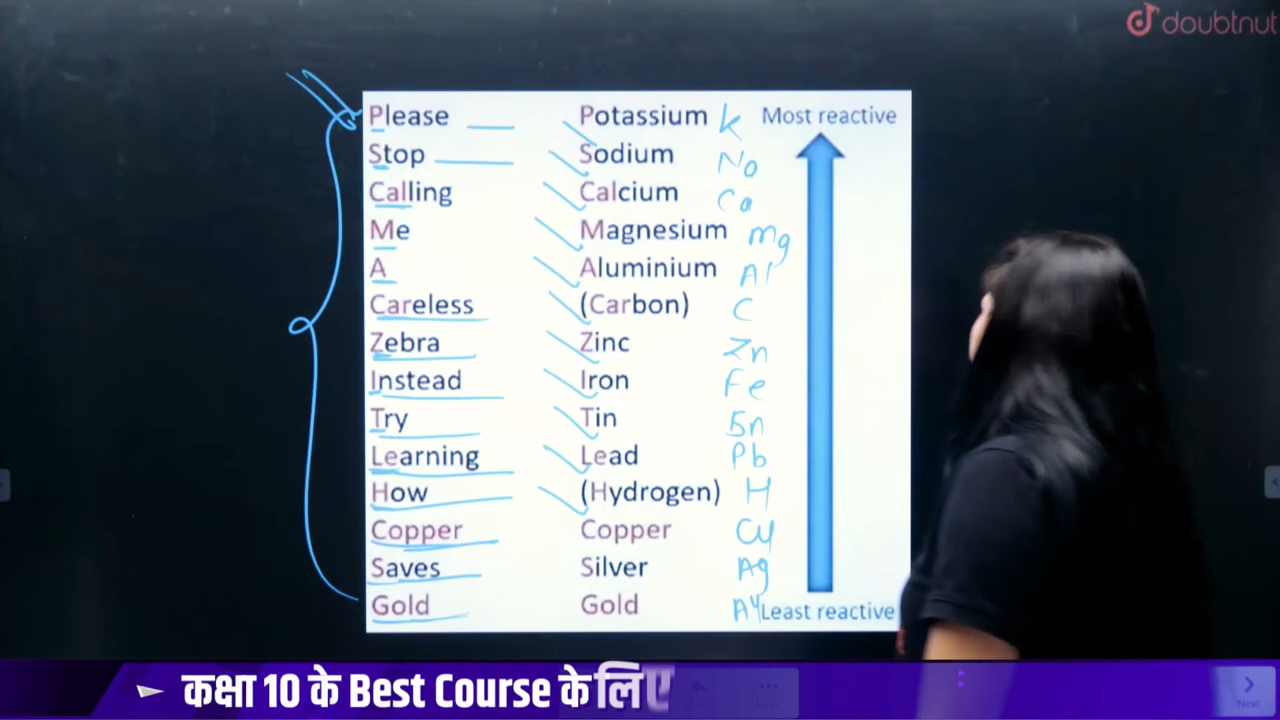 doubtnut
Please Potassium K Most reactive
Stop Sodium Na
Calling Calcium Ca
Me Magnesium Mg
A Aluminium Al
Careless (Carbon) C
Zebra Zinc Zn
Instead Iron Fe
Try Tin Sn
Learning Lead Pb
How (Hydrogen) H
Copper Copper Cu
Saves Silver Ag
Gold Gold Au Least reactive
कक्षा 10 के Best Course के लिए
Next